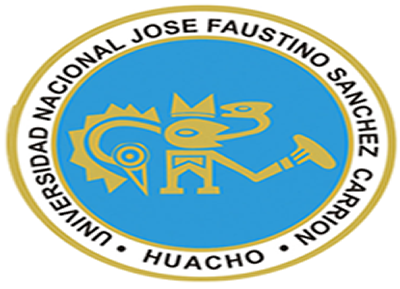 UNIVERSIDAD NACIONAL JOSE FAUSTINO SANCHEZ CARRION
• HUACHO •